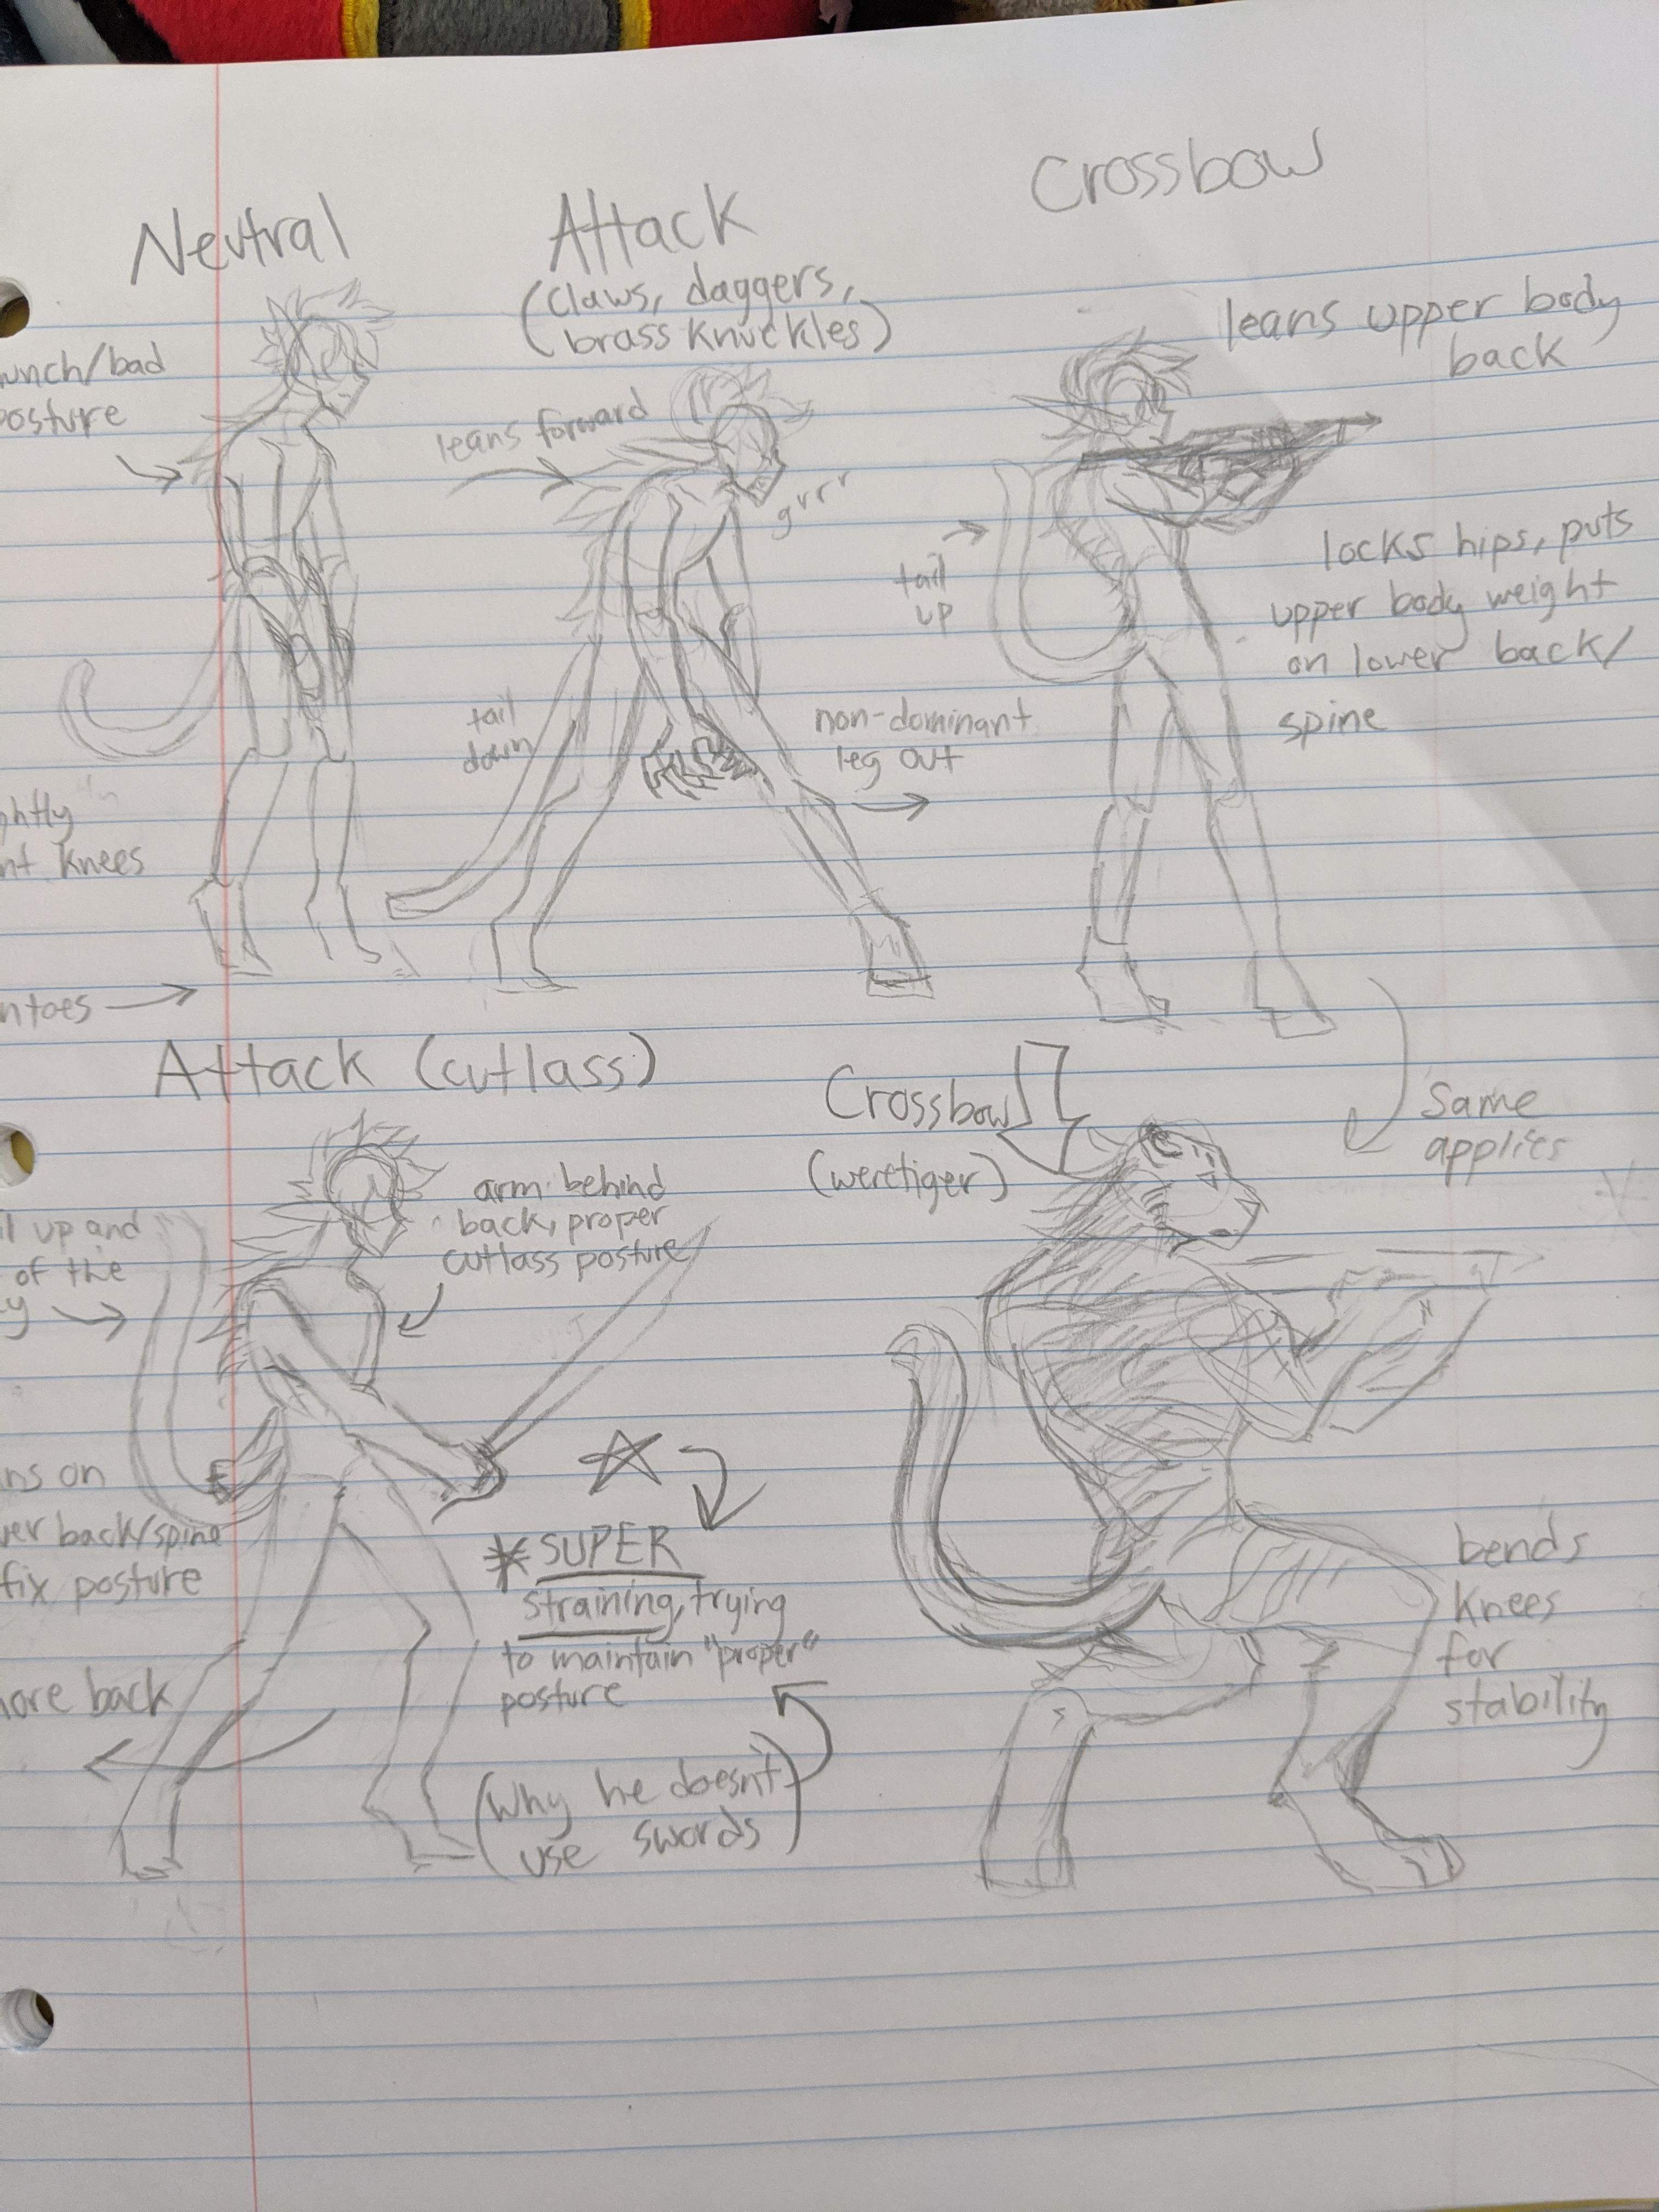 Neutral
unch/bad
osture
ghtly
nt knees
ntoes
Attack
(claws, daggers,
brass knuckles)
leans forward
grrr
tail
down
non-dominant
leg out
Crossbow
leans upper body
back
tail
up
locks hips, puts
upper body weight
on lower back/
spine
Attack (cutlass)
arm behind
back, proper
cutlass posture
il up and
of the
y
ns on
wer back/spine
fix posture
more back
*SUPER
straining, trying
to maintain "proper"
posture
(Why he doesn't
use swords)
Crossbow
(weretiger)
Same
applies
bends
knees
for
stability